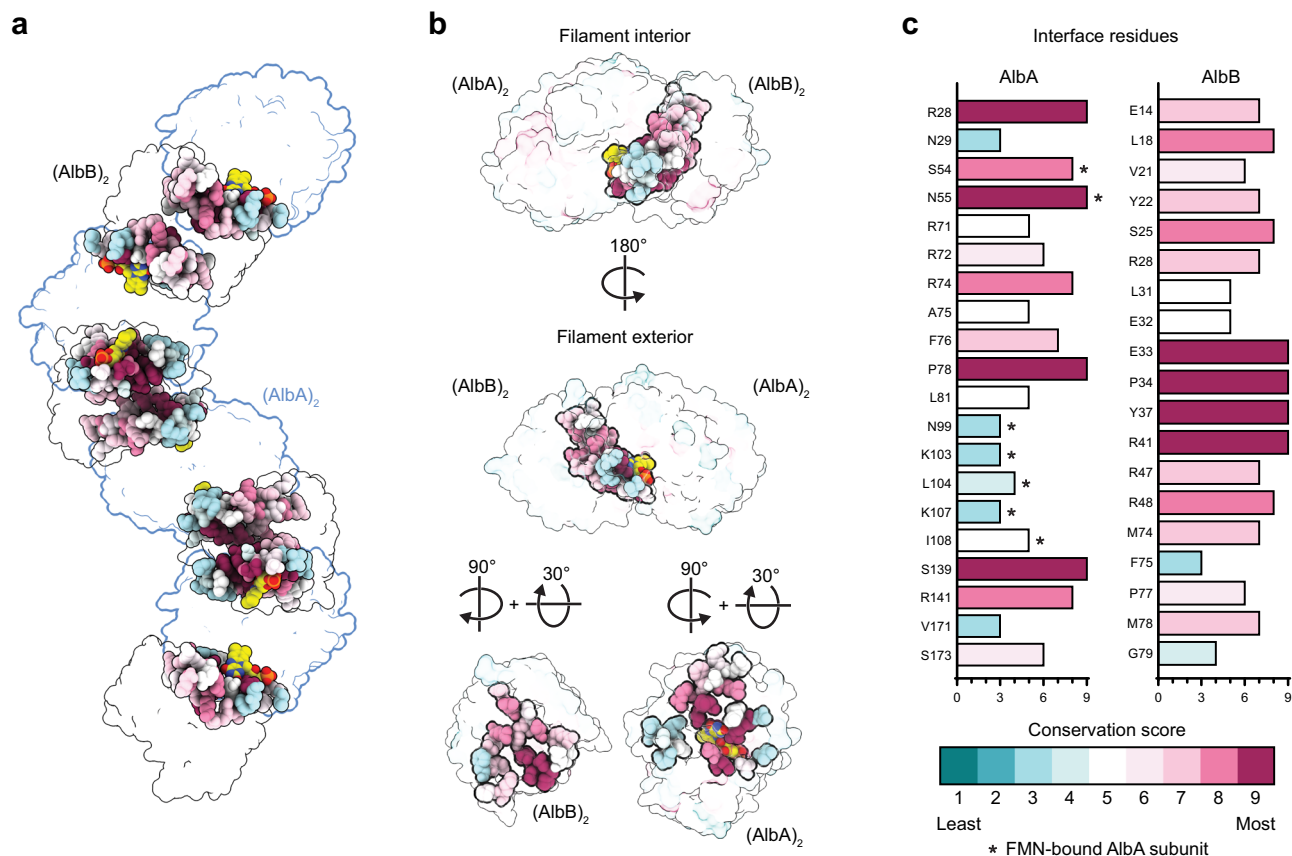 a
(AlbB)2
(AlbA)2
b
Filament interior
(AlbA)2
(AlbB)2
180°
Filament exterior
(AlbB)2
(AlbA)2
90°
+
30°
90°
+
30°
(AlbB)2
(AlbA)2
c
Interface residues
AlbA
R28
N29
S54 *
N55 *
R71
R72
R74
A75
F76
P78
L81
N99 *
K103 *
L104 *
K107 *
I108 *
S139
R141
V171
S173
0 3 6 9
AlbB
E14
L18
V21
Y22
S25
R28
L31
E32
E33
P34
Y37
R41
R47
R48
M74
F75
P77
M78
G79
0 3 6 9
Conservation score
1 2 3 4 5 6 7 8 9
Least Most
* FMN-bound AlbA subunit